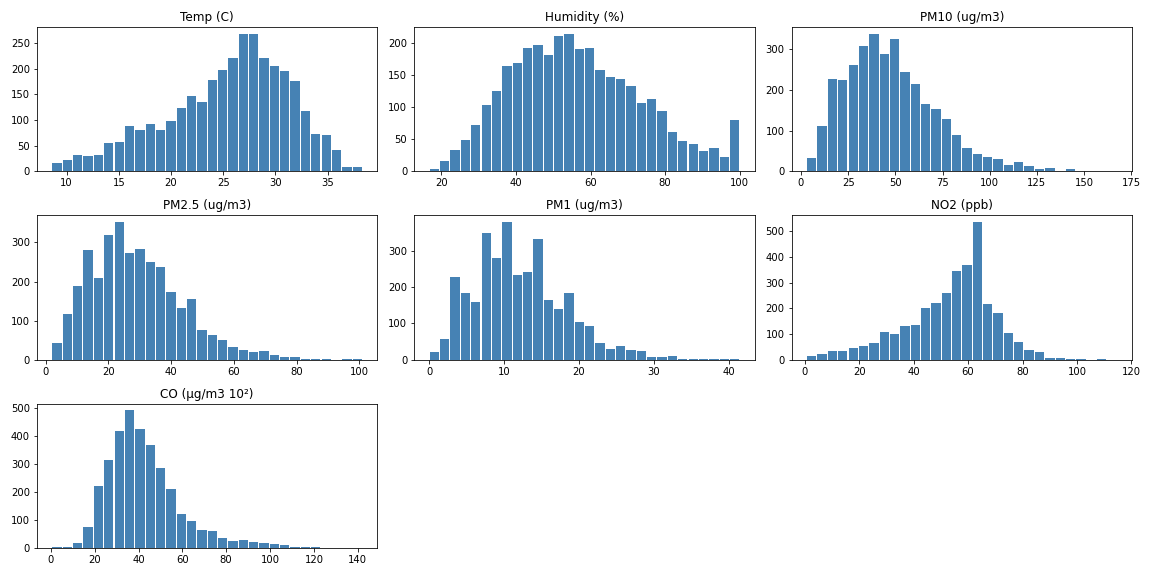 Temp (C)
250
200
150
100
50
0
10 15 20 25 30 35
Humidity (%)
200
150
100
50
0
20 40 60 80 100
PM10 (ug/m3)
300
200
100
0
0 25 50 75 100 125 150 175
PM2.5 (ug/m3)
300
200
100
0
0 20 40 60 80 100
PM1 (ug/m3)
300
200
100
0
0 10 20 30 40
NO2 (ppb)
500
400
300
200
100
0
0 20 40 60 80 100 120
CO (µg/m3 10²)
500
400
300
200
100
0
0 20 40 60 80 100 120 140